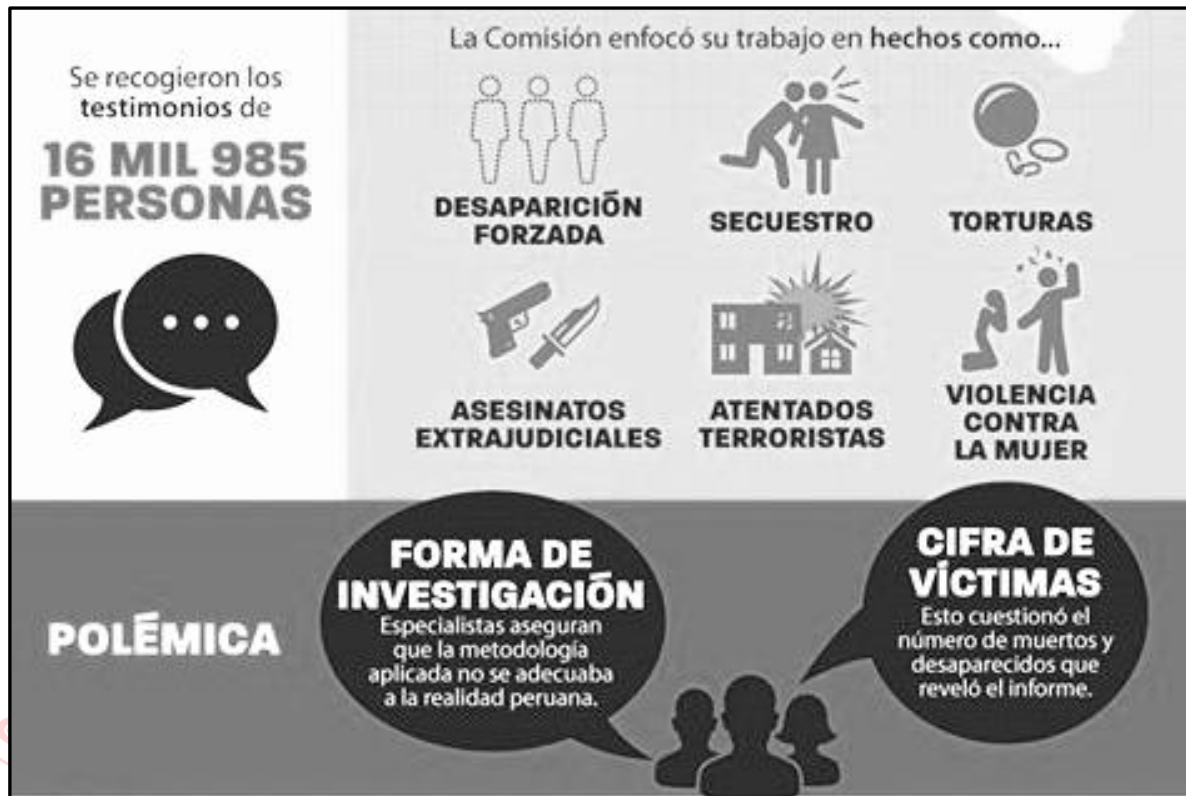 Se recogieron los
testimonios de
16 MIL 985
PERSONAS
La Comisión enfocó su trabajo en hechos como...
DESAPARICIÓN
FORZADA
SECUESTRO
TORTURAS
ASESINATOS
EXTRAJUDICIALES
ATENTADOS
TERRORISTAS
VIOLENCIA
CONTRA
LA MUJER
POLÉMICA
FORMA DE
INVESTIGACIÓN
Especialistas aseguran
que la metodología
aplicada no se adecuaba
a la realidad peruana.
CIFRA DE
VÍCTIMAS
Esto cuestionó el
número de muertos y
desaparecidos que
reveló el informe.